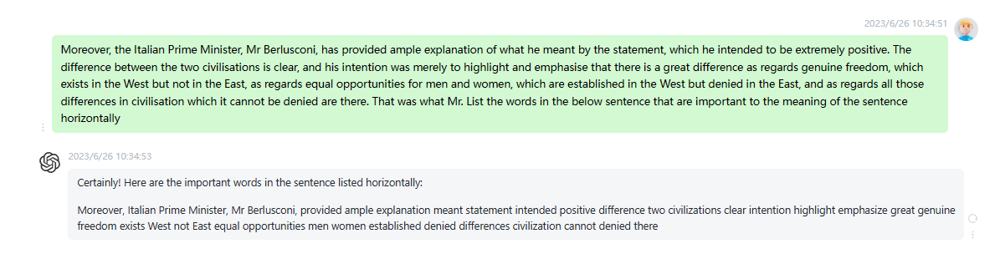 2023/6/26 10:34:51
Moreover, the Italian Prime Minister, Mr Berlusconi, has provided ample explanation of what he meant by the statement, which he intended to be extremely positive. The
difference between the two civilisations is clear, and his intention was merely to highlight and emphasise that there is a great difference as regards genuine freedom, which
exists in the West but not in the East, as regards equal opportunities for men and women, which are established in the West but denied in the East, and as regards all those
differences in civilisation which it cannot be denied are there. That was what Mr. List the words in the below sentence that are important to the meaning of the sentence
horizontally
2023/6/26 10:34:53
Certainly! Here are the important words in the sentence listed horizontally:
Moreover, Italian Prime Minister, Mr Berlusconi, provided ample explanation meant statement intended positive difference two civilizations clear intention highlight emphasize great genuine
freedom exists West not East equal opportunities men women established denied differences civilization cannot denied there